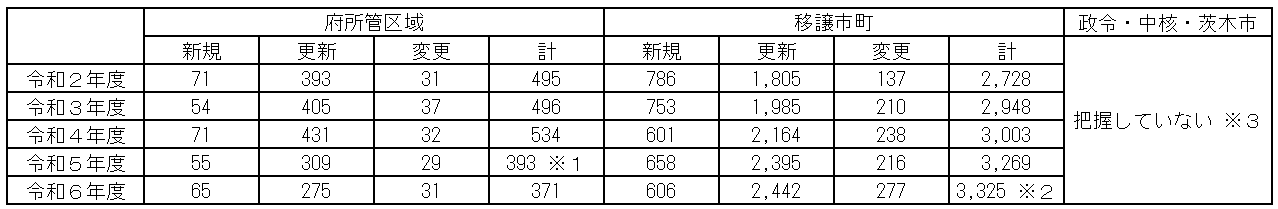 府所管区域 移譲市町 政令・中核・茨木市
新規 更新 変更 計 新規 更新 変更 計
令和２年度 71 393 31 495 786 1,805 137 2,728
令和３年度 54 405 37 496 753 1,985 210 2,948
把握していない ※３
令和４年度 71 431 32 534 601 2,164 238 3,003
令和５年度 55 309 29 393 ※１ 658 2,395 216 3,269
令和６年度 65 275 31 371 606 2,442 277 3,325 ※２